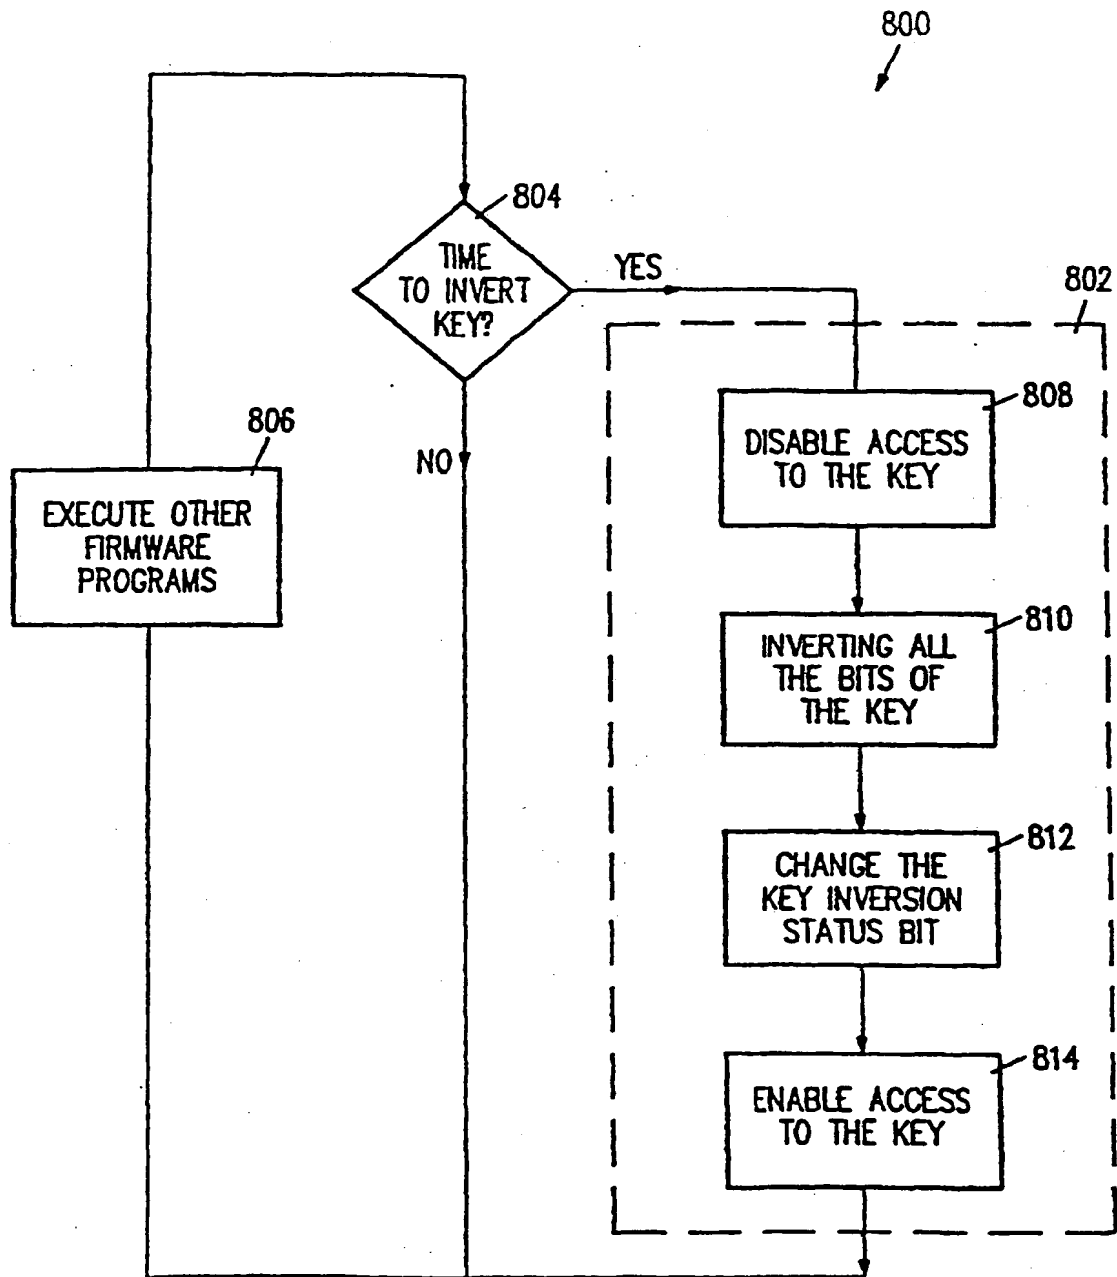 800
804
TIME
TO INVERT
KEY?
YES
802
808
DISABLE ACCESS
TO THE KEY
806
NO
EXECUTE OTHER
FIRMWARE
PROGRAMS
810
INVERTING ALL
THE BITS OF
THE KEY
812
CHANGE THE
KEY INVERSION
STATUS BIT
814
ENABLE ACCESS
TO THE KEY